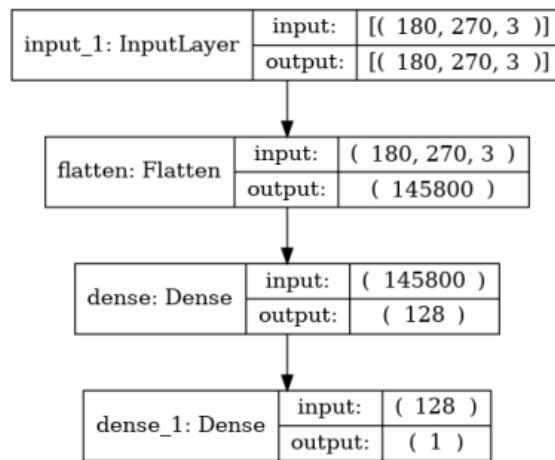 input_1: InputLayer
input: [( 180, 270, 3 )]
output: [( 180, 270, 3 )]
flatten: Flatten
input: ( 180, 270, 3 )
output: ( 145800 )
dense: Dense
input: ( 145800 )
output: ( 128 )
dense_1: Dense
input: ( 128 )
output: ( 1 )